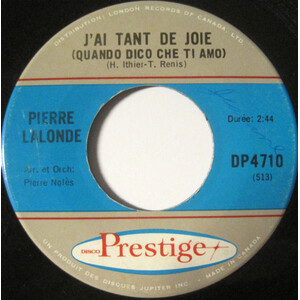 DIST. LONDON RECORDS OF CANADA, LTD.
J'AI TANT DE JOIE
(QUANDO DICO CHE TI AMO)
(H. Ithier-T. Renis)
PIERRE
LALONDE
Durée: 2:44
Arr. et Orch:
Pierre Nolès
DP4710
(513)
DISCO Prestige
UN PRODUIT DES DISQUES JUPITER INC. - MADE IN CANADA